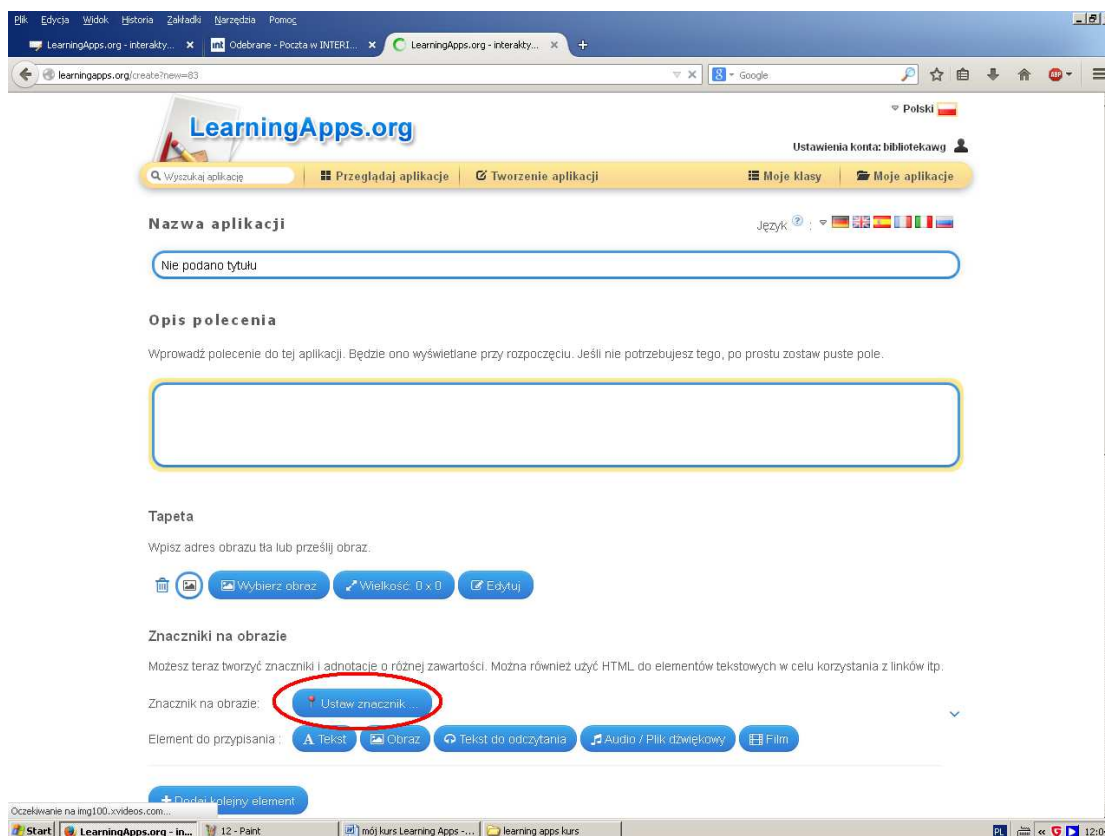 Plik Edycja Widok Historia Zakładki Narzędzia Pomoc
LearningApps.org - interakty... × int Odebrane - Poczta w INTERI... × LearningApps.org - interakty... × +
learningapps.org/create?new=83 Google
LearningApps.org
Polski
Ustawienia konta: bibliotekawg
Wyszukaj aplikację Przeglądaj aplikacje Tworzenie aplikacji Moje klasy Moje aplikacje
Nazwa aplikacji
Język ? :
Nie podano tytułu
Opis polecenia
Wprowadź polecenie do tej aplikacji. Będzie ono wyświetlane przy rozpoczęciu. Jeśli nie potrzebujesz tego, po prostu zostaw puste pole.
Tapeta
Wpisz adres obrazu tła lub prześlij obraz.
Wybierz obraz Wielkość: 0 x 0 Edytuj
Znaczniki na obrazie
Możesz teraz tworzyć znaczniki i adnotacje o różnej zawartości. Można również użyć HTML do elementów tekstowych w celu korzystania z linków itp.
Znacznik na obrazie: Ustaw znacznik ...
Element do przypisania : A Tekst Obraz Tekst do odczytania Audio / Plik dźwiękowy Film
+ Dodaj kolejny element
Oczekiwanie na img100.xvideos.com...
Start LearningApps.org - in... 12 - Paint mój kurs Learning Apps -... learning apps kurs PL « 12:0